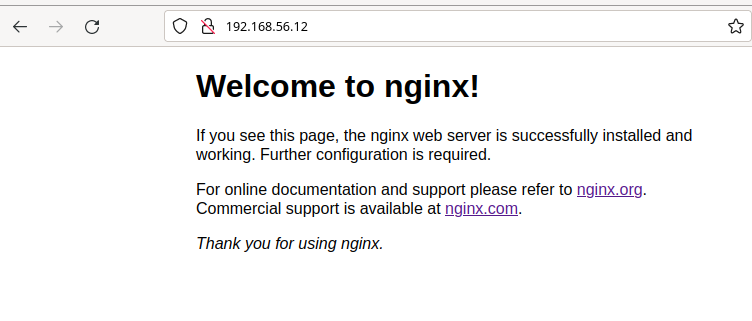 192.168.56.12
Welcome to nginx!
If you see this page, the nginx web server is successfully installed and
working. Further configuration is required.
For online documentation and support please refer to nginx.org.
Commercial support is available at nginx.com.
Thank you for using nginx.